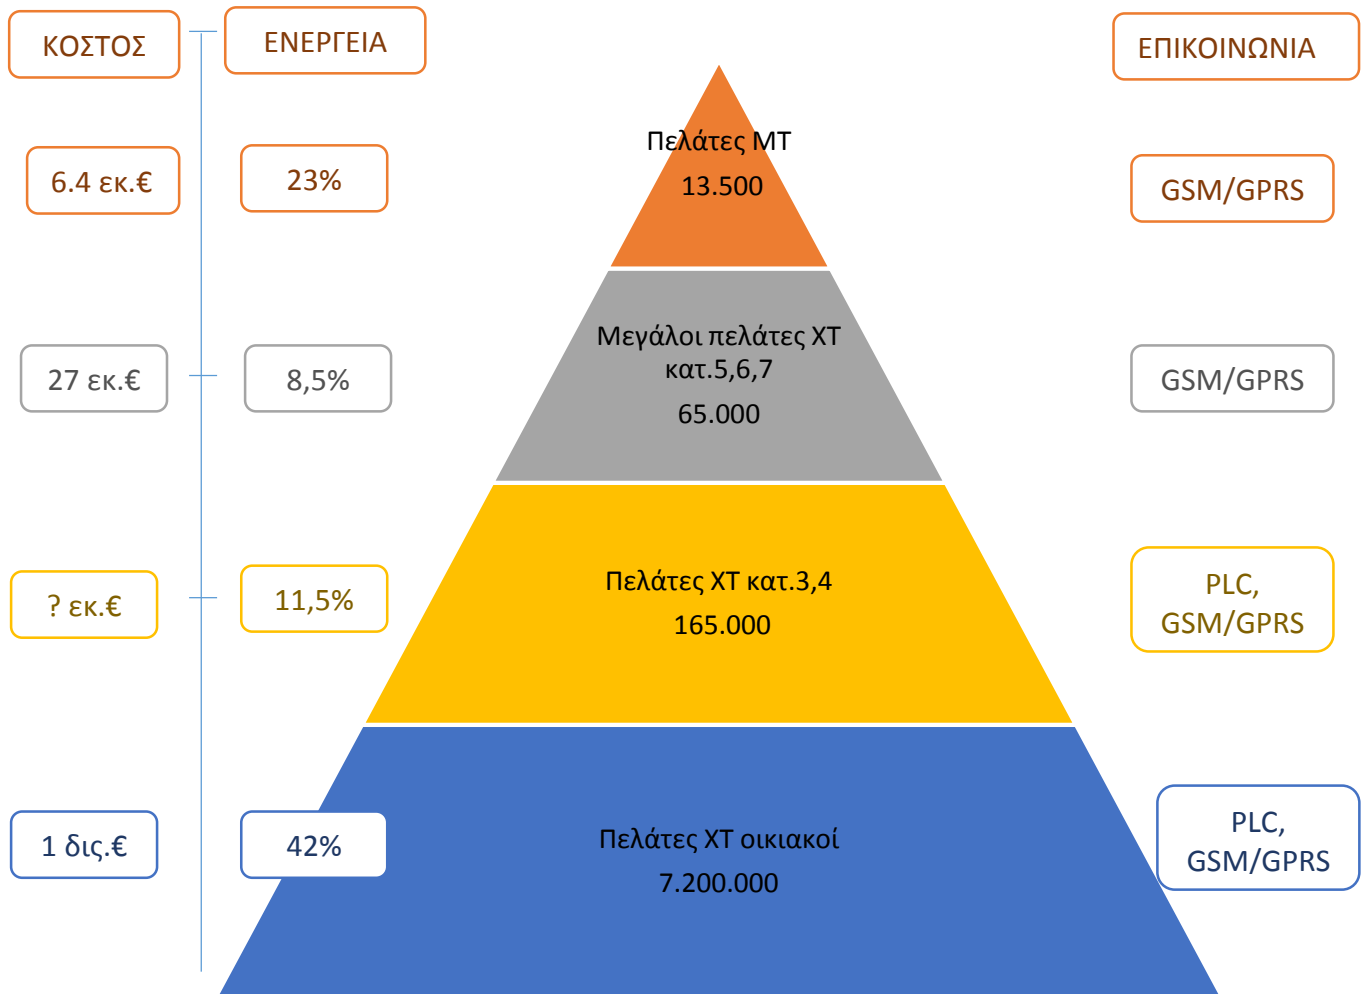 ΚΟΣΤΟΣ
ΕΝΕΡΓΕΙΑ
ΕΠΙΚΟΙΝΩΝΙΑ
6.4 εκ.€
23%
Πελάτες ΜΤ
13.500
GSM/GPRS
27 εκ.€
8,5%
Μεγάλοι πελάτες ΧΤ
κατ.5,6,7
65.000
GSM/GPRS
? εκ.€
11,5%
Πελάτες ΧΤ κατ.3,4
165.000
PLC,
GSM/GPRS
1 δις.€
42%
Πελάτες ΧΤ οικιακοί
7.200.000
PLC,
GSM/GPRS